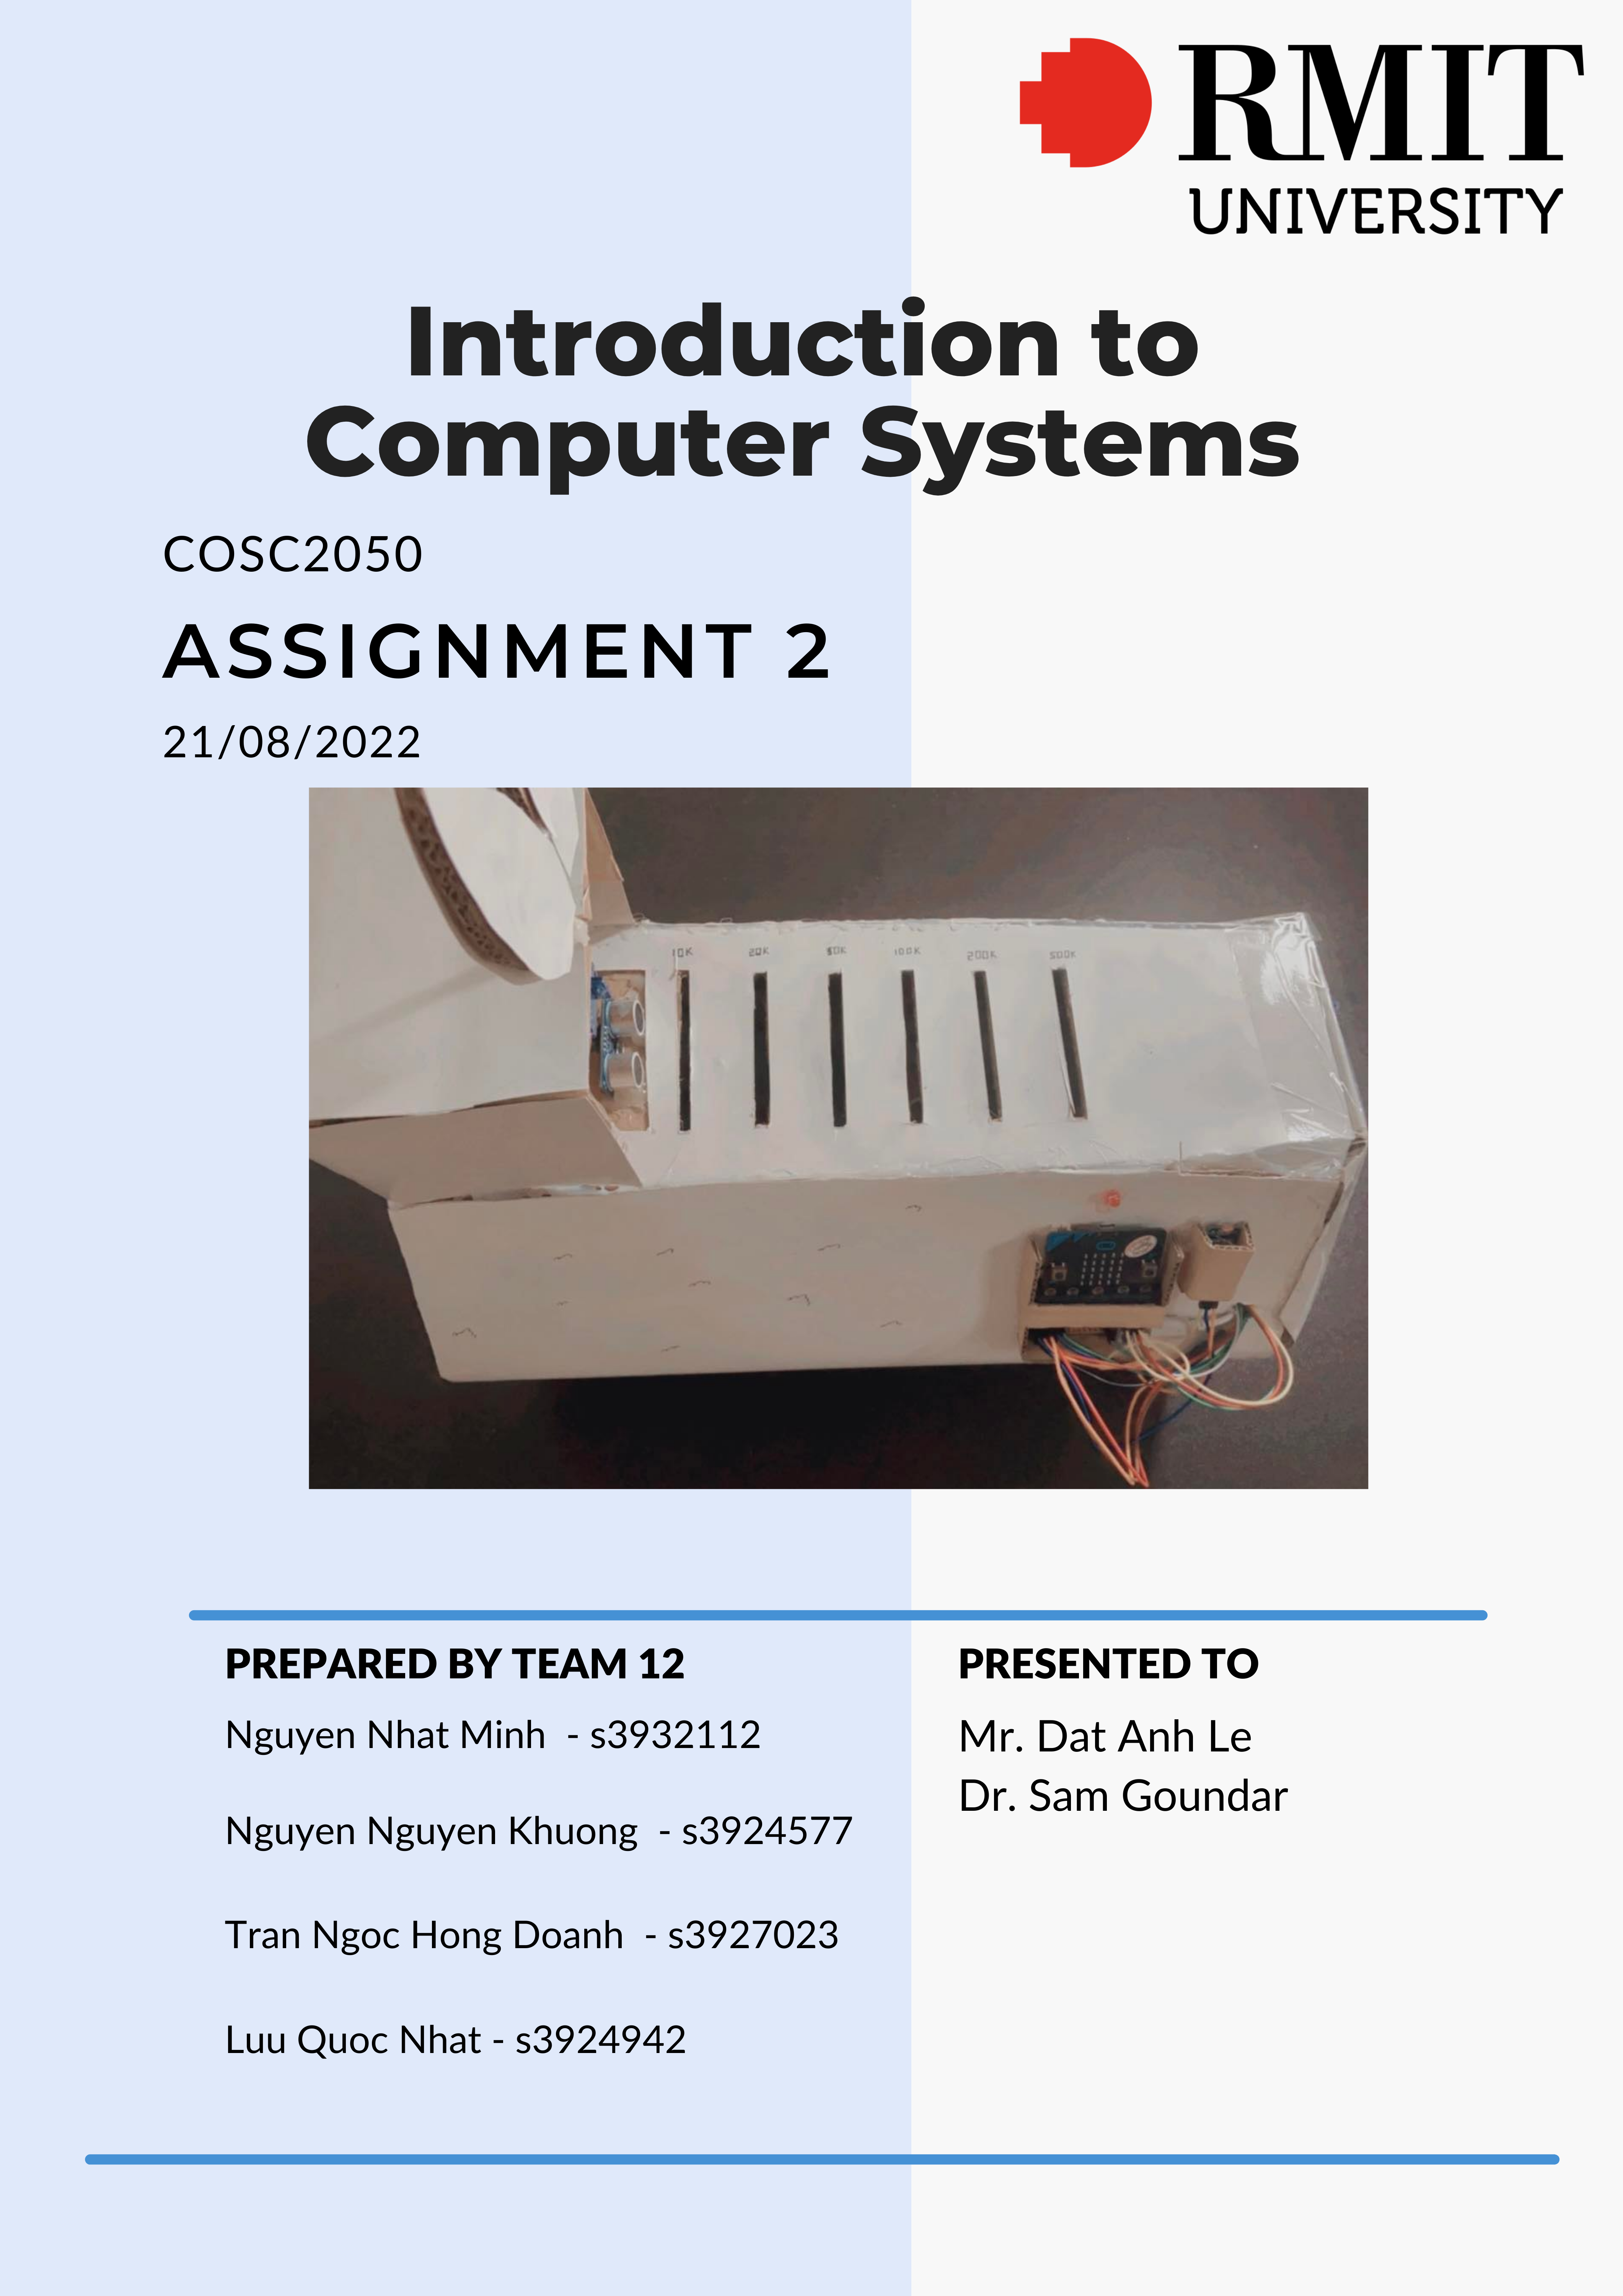 RMIT
UNIVERSITY
Introduction to
Computer Systems
COSC2050
ASSIGNMENT 2
21/08/2022
10K 20K 50K 100K 200K 500K
PREPARED BY TEAM 12
Nguyen Nhat Minh - s3932112
Nguyen Nguyen Khuong - s3924577
Tran Ngoc Hong Doanh - s3927023
Luu Quoc Nhat - s3924942
PRESENTED TO
Mr. Dat Anh Le
Dr. Sam Goundar